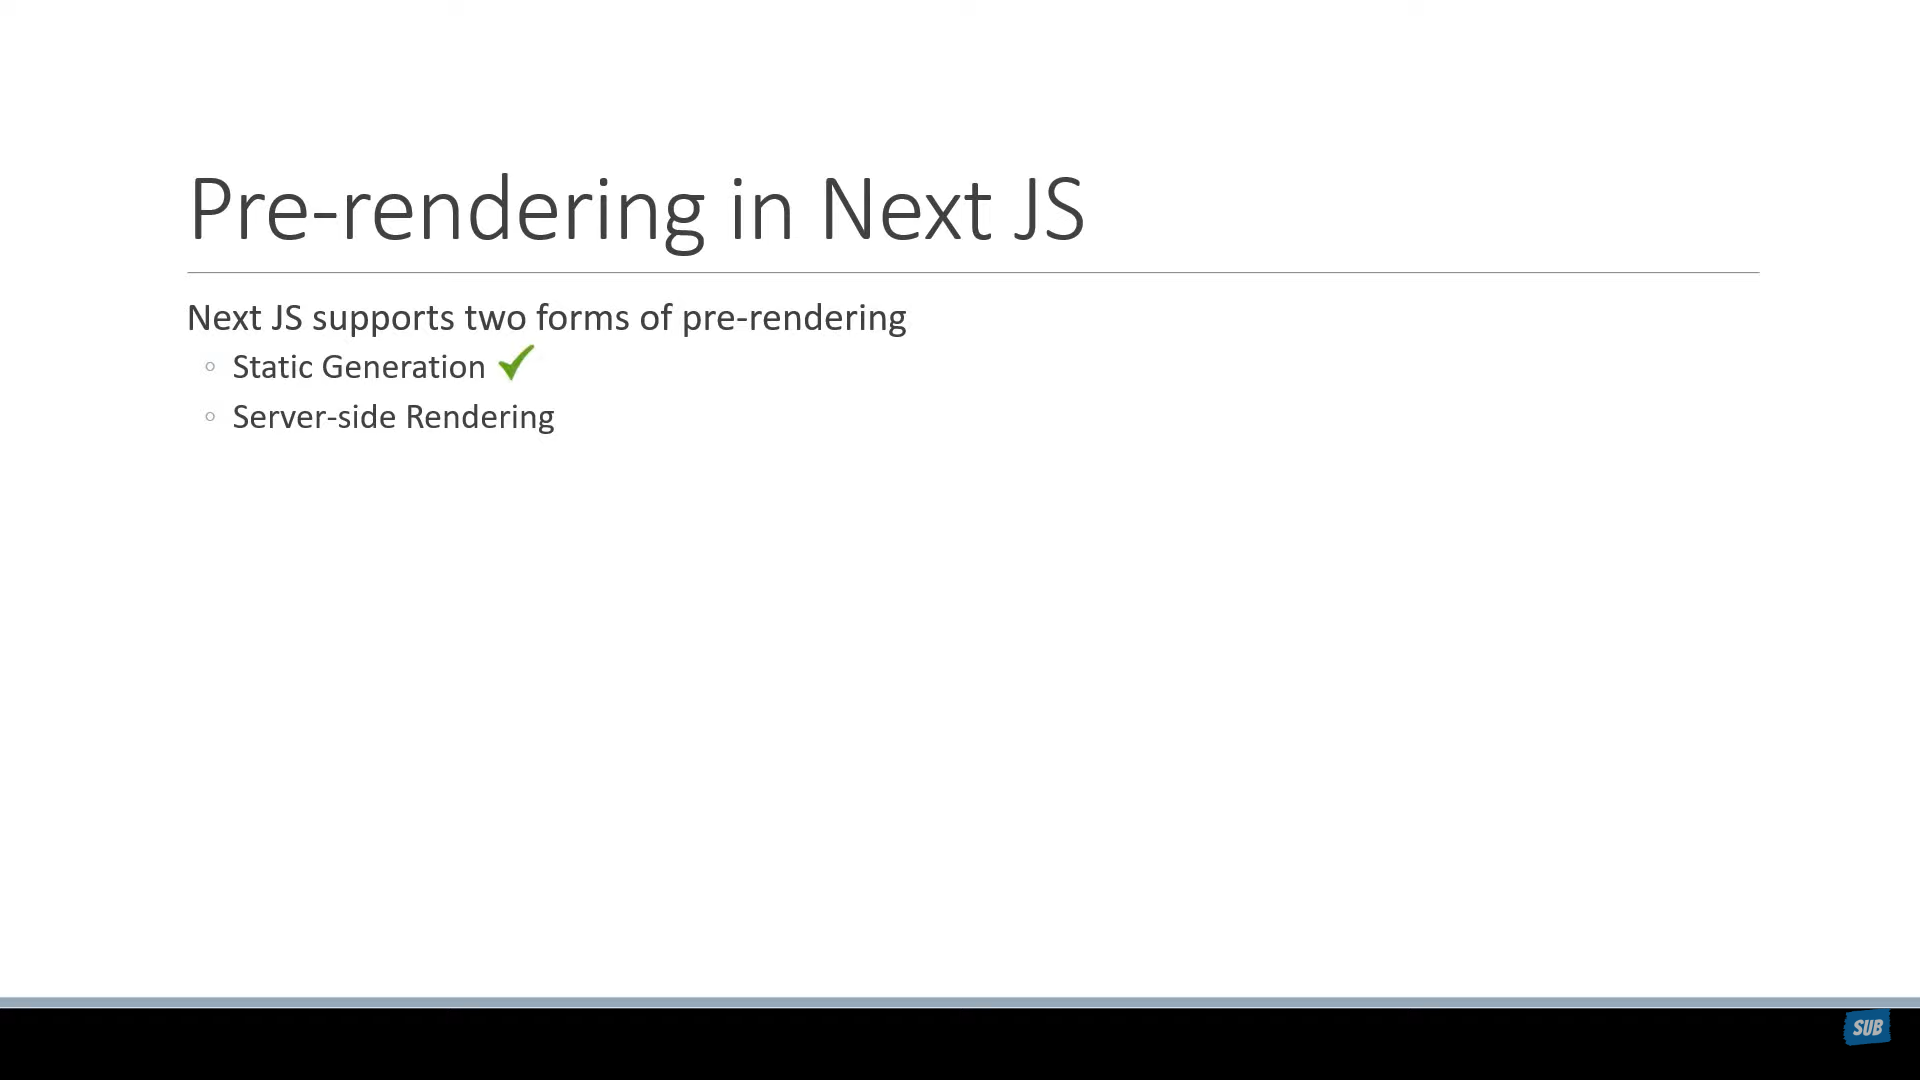 Pre-rendering in Next JS
Next JS supports two forms of pre-rendering
◦ Static Generation
◦ Server-side Rendering
SUB